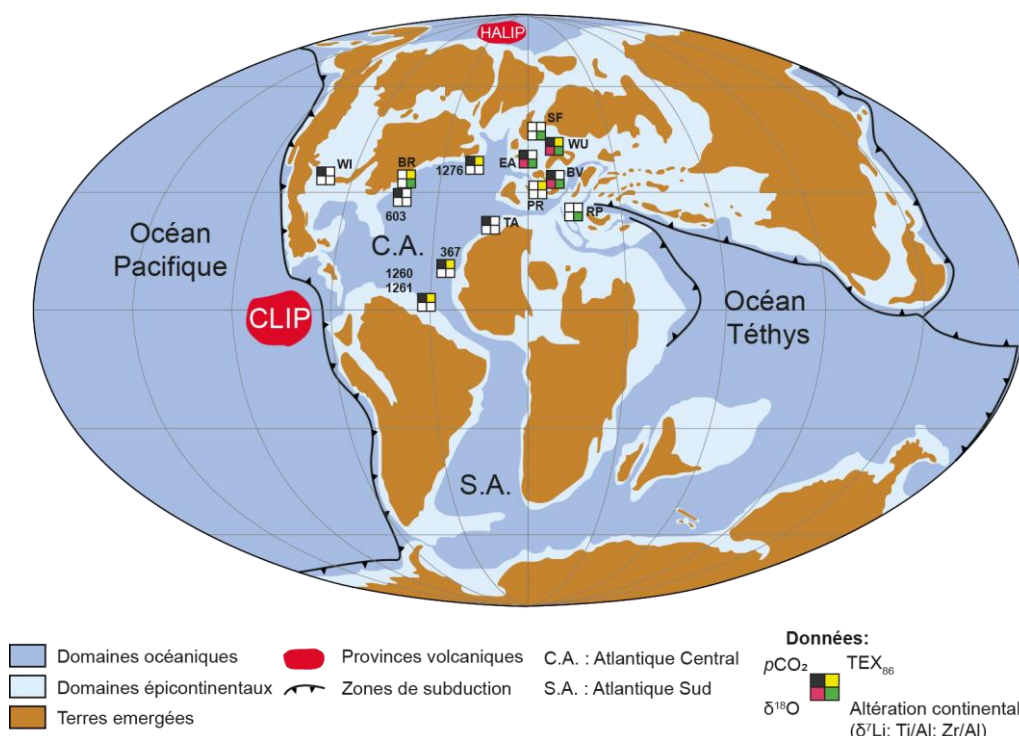 HALIP
SF
WU
EA
WI
BR
1276
BV
PR
603
RP
TA
Océan
Pacifique
C.A.
367
1260
1261
Océan
Téthys
CLIP
S.A.
Données:
Domaines océaniques
Provinces volcaniques
C.A. : Atlantique Central
pCO₂
TEX₈₆
Domaines épicontinentaux
Zones de subduction
S.A. : Atlantique Sud
δ¹⁸O
Altération continental
Terres emergées
(δ⁷Li; Ti/Al; Zr/Al)